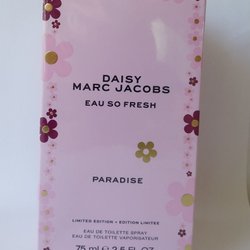 DAISY
MARC JACOBS
EAU SO FRESH
PARADISE
LIMITED EDITION • EDITION LIMITÉE
EAU DE TOILETTE SPRAY
EAU DE TOILETTE VAPORISATEUR
75 ml e 2.5 FL OZ